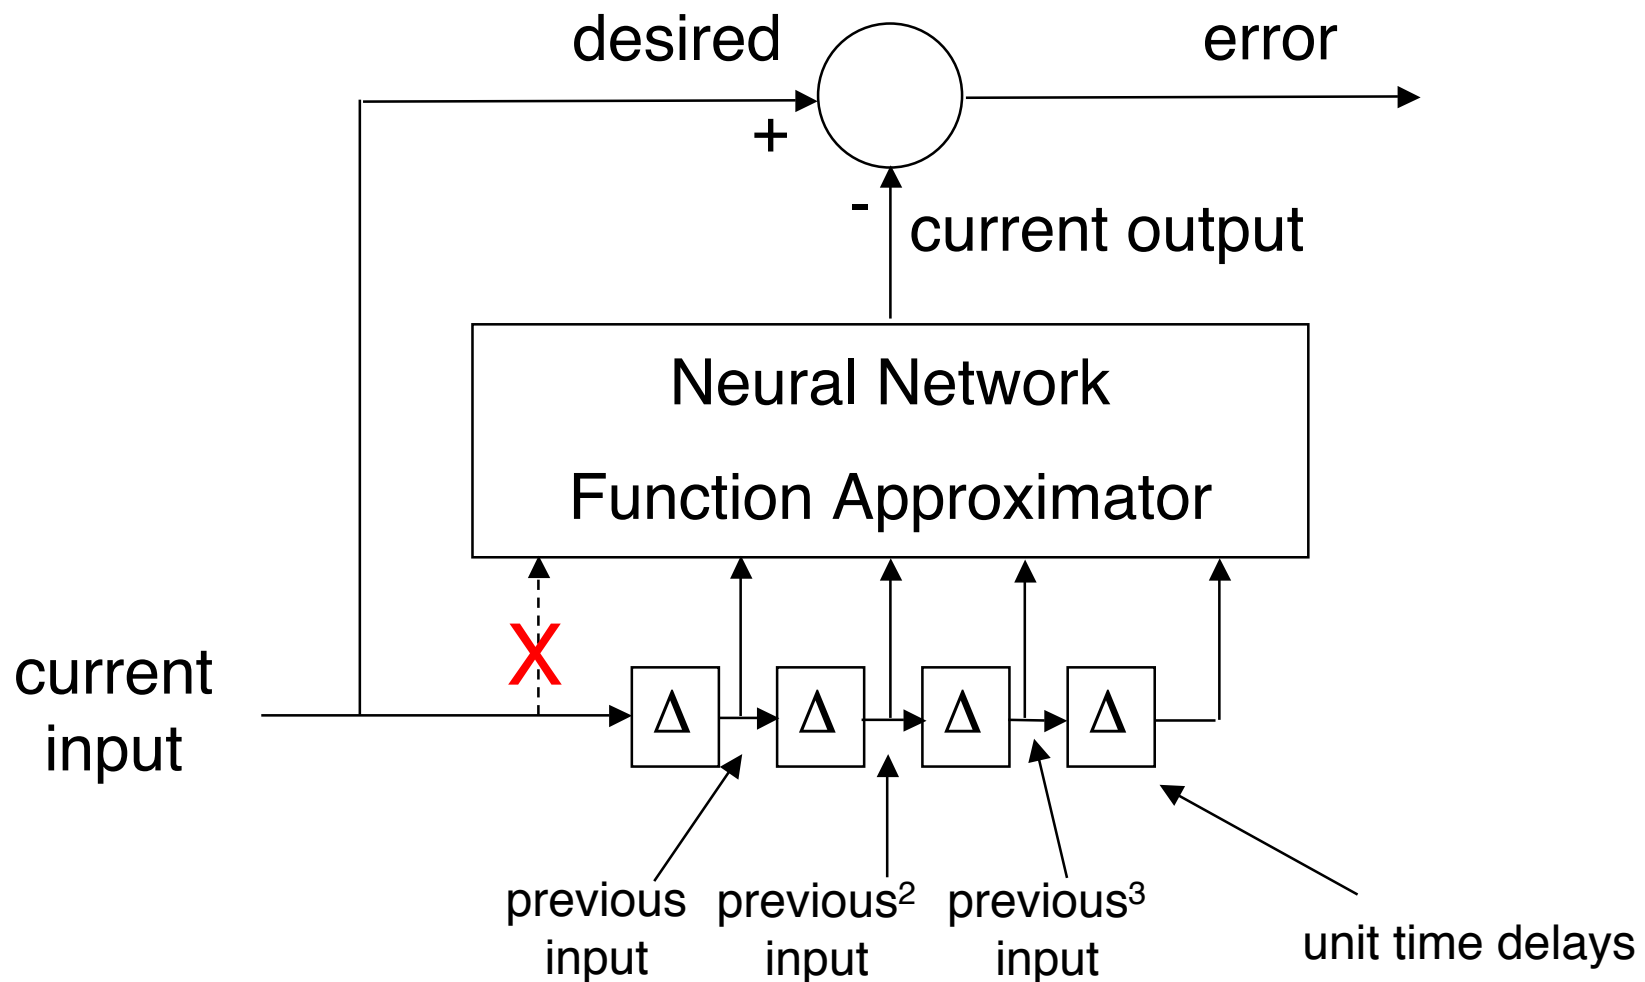 desired
error
+
-
current output
Neural Network
Function Approximator
X
current
input
Δ Δ Δ Δ
previous
input
previous²
input
previous³
input
unit time delays